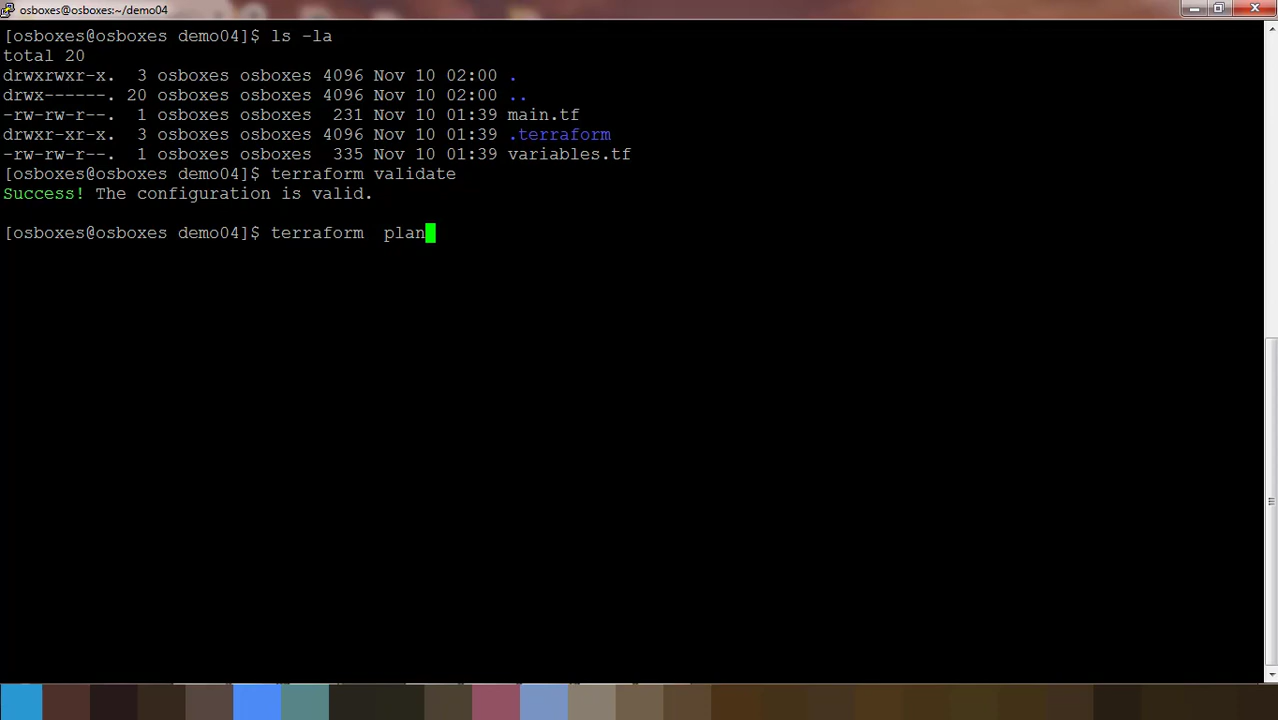 osboxes@osboxes:~/demo04
[osboxes@osboxes demo04]$ ls -la
total 20
drwxrwxr-x.  3 osboxes osboxes 4096 Nov 10 02:00 .
drwx------. 20 osboxes osboxes 4096 Nov 10 02:00 ..
-rw-rw-r--.  1 osboxes osboxes  231 Nov 10 01:39 main.tf
drwxr-xr-x.  3 osboxes osboxes 4096 Nov 10 01:39 .terraform
-rw-rw-r--.  1 osboxes osboxes  335 Nov 10 01:39 variables.tf
[osboxes@osboxes demo04]$ terraform validate
Success! The configuration is valid.
[osboxes@osboxes demo04]$ terraform  plan